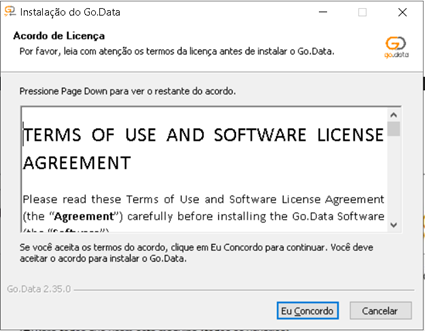 Instalação do Go.Data
Acordo de Licença
Por favor, leia com atenção os termos da licença antes de instalar o Go.Data.
go.data
Pressione Page Down para ver o restante do acordo.
TERMS OF USE AND SOFTWARE LICENSE
AGREEMENT
Please read these Terms of Use and Software License Agreement
(the “Agreement”) carefully before installing the Go.Data Software
(the “Software”)
Se você aceita os termos do acordo, clique em Eu Concordo para continuar. Você deve
aceitar o acordo para instalar o Go.Data.
Go.Data 2.35.0
Eu Concordo
Cancelar